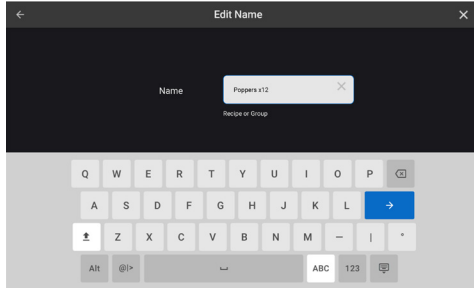 Edit Name
Name
Poppers x12
Recipe or Group
Q W E R T Y U I O P
A S D F G H J K L
Z X C V B N M – | °
Alt @|> ABC 123